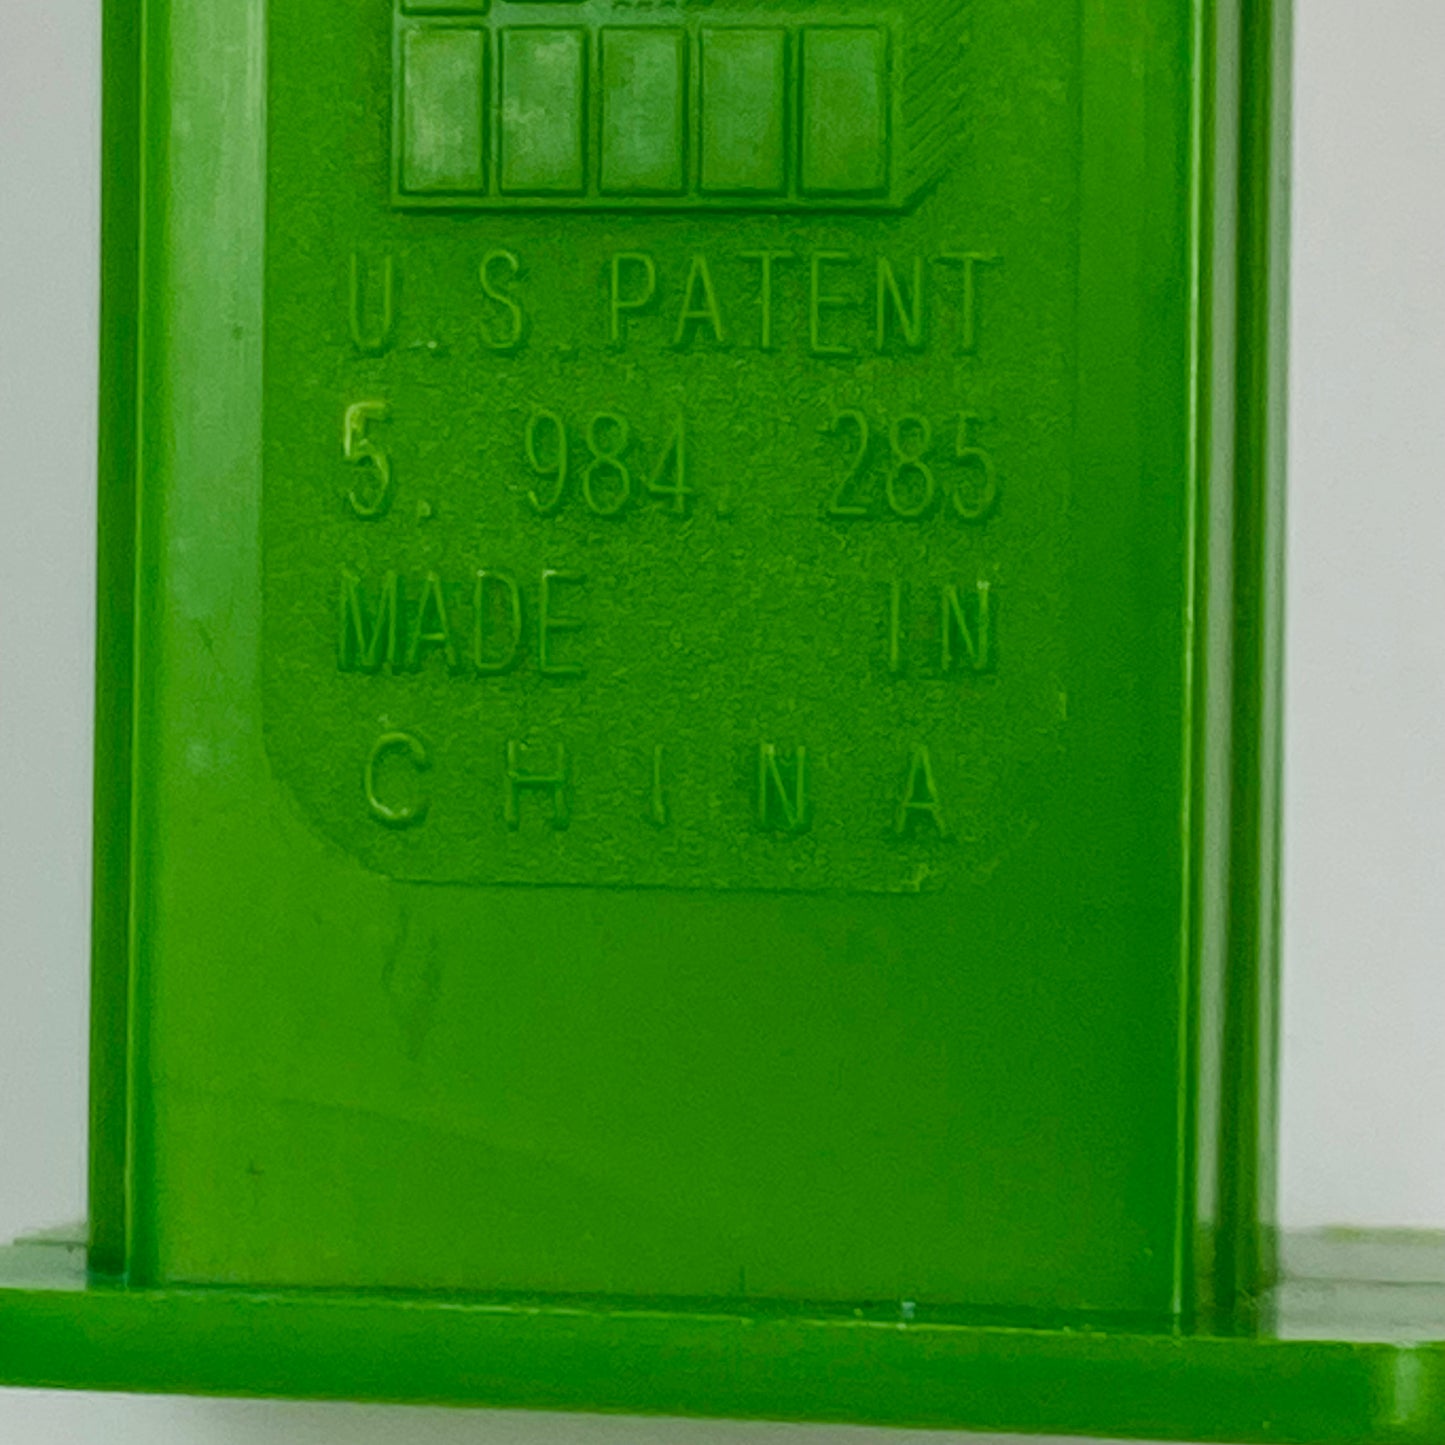 U.S.PATENT
5. 984. 285
MADE IN
CHINA